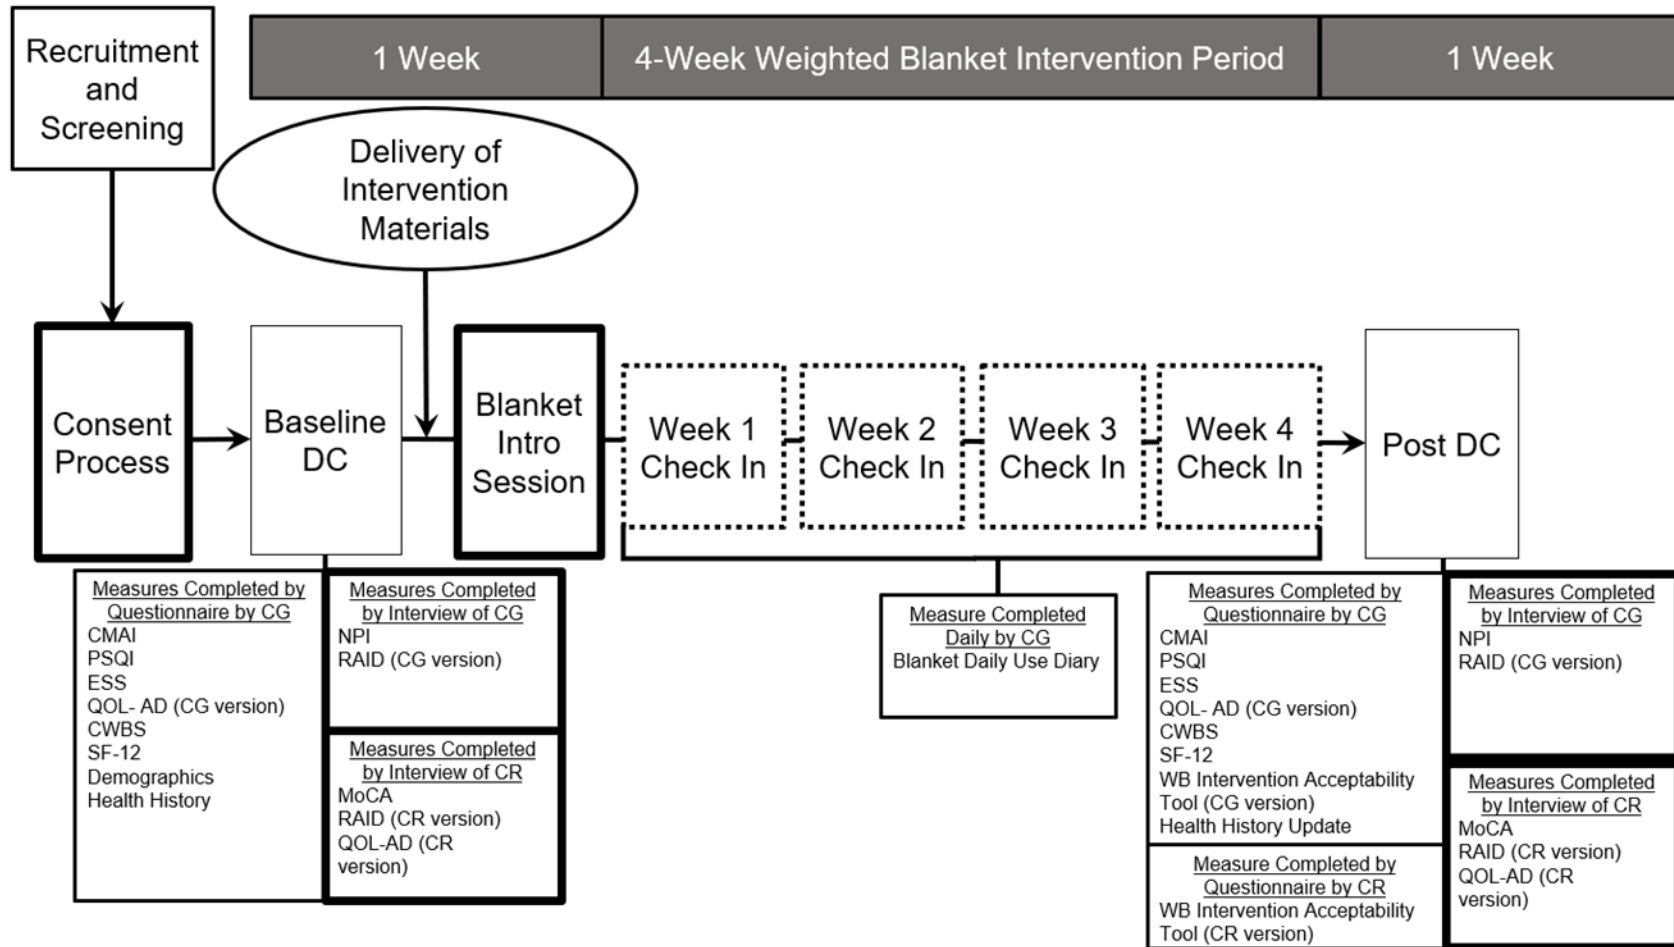 Recruitment
and
Screening
1 Week
4-Week Weighted Blanket Intervention Period
1 Week
Delivery of
Intervention
Materials
Consent
Process
Baseline
DC
Blanket
Intro
Session
Week 1
Check In
Week 2
Check In
Week 3
Check In
Week 4
Check In
Post DC
Measures Completed by
Questionnaire by CG
CMAI
PSQI
ESS
QOL- AD (CG version)
CWBS
SF-12
Demographics
Health History
Measures Completed
by Interview of CG
NPI
RAID (CG version)
Measures Completed
by Interview of CR
MoCA
RAID (CR version)
QOL-AD (CR
version)
Measure Completed
Daily by CG
Blanket Daily Use Diary
Measures Completed by
Questionnaire by CG
CMAI
PSQI
ESS
QOL- AD (CG version)
CWBS
SF-12
WB Intervention Acceptability
Tool (CG version)
Health History Update
Measure Completed by
Questionnaire by CR
WB Intervention Acceptability
Tool (CR version)
Measures Completed
by Interview of CG
NPI
RAID (CG version)
Measures Completed
by Interview of CR
MoCA
RAID (CR version)
QOL-AD (CR
version)